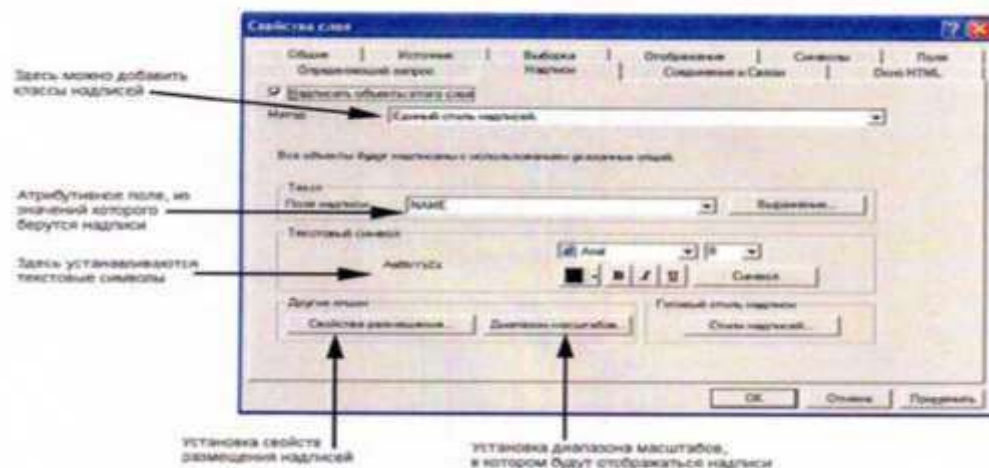 Свойства слоя
Общие Источник Выборка Отображение Символы Поля
Определяющий запрос Надписи Соединения и Связи Окно HTML
Здесь можно добавить
классы надписей
Надписать объекты этого слоя
Метод: Единый стиль надписей.
Все объекты будут надписаны с использованием указанных опций.
Атрибутивное поле, из
значений которого
берутся надписи
Текст
Поле надписи: NAME Выражение...
Здесь устанавливаются
текстовые символы
Текстовый символ
AaBbYyZz Arial 8
B I U Символ
Другие опции Готовый стиль надписи
Свойства размещения... Диапазон масштабов... Стили надписей...
OK Отмена Применить
Установка свойств
размещения надписей
Установка диапазона масштабов,
в котором будут отображаться надписи